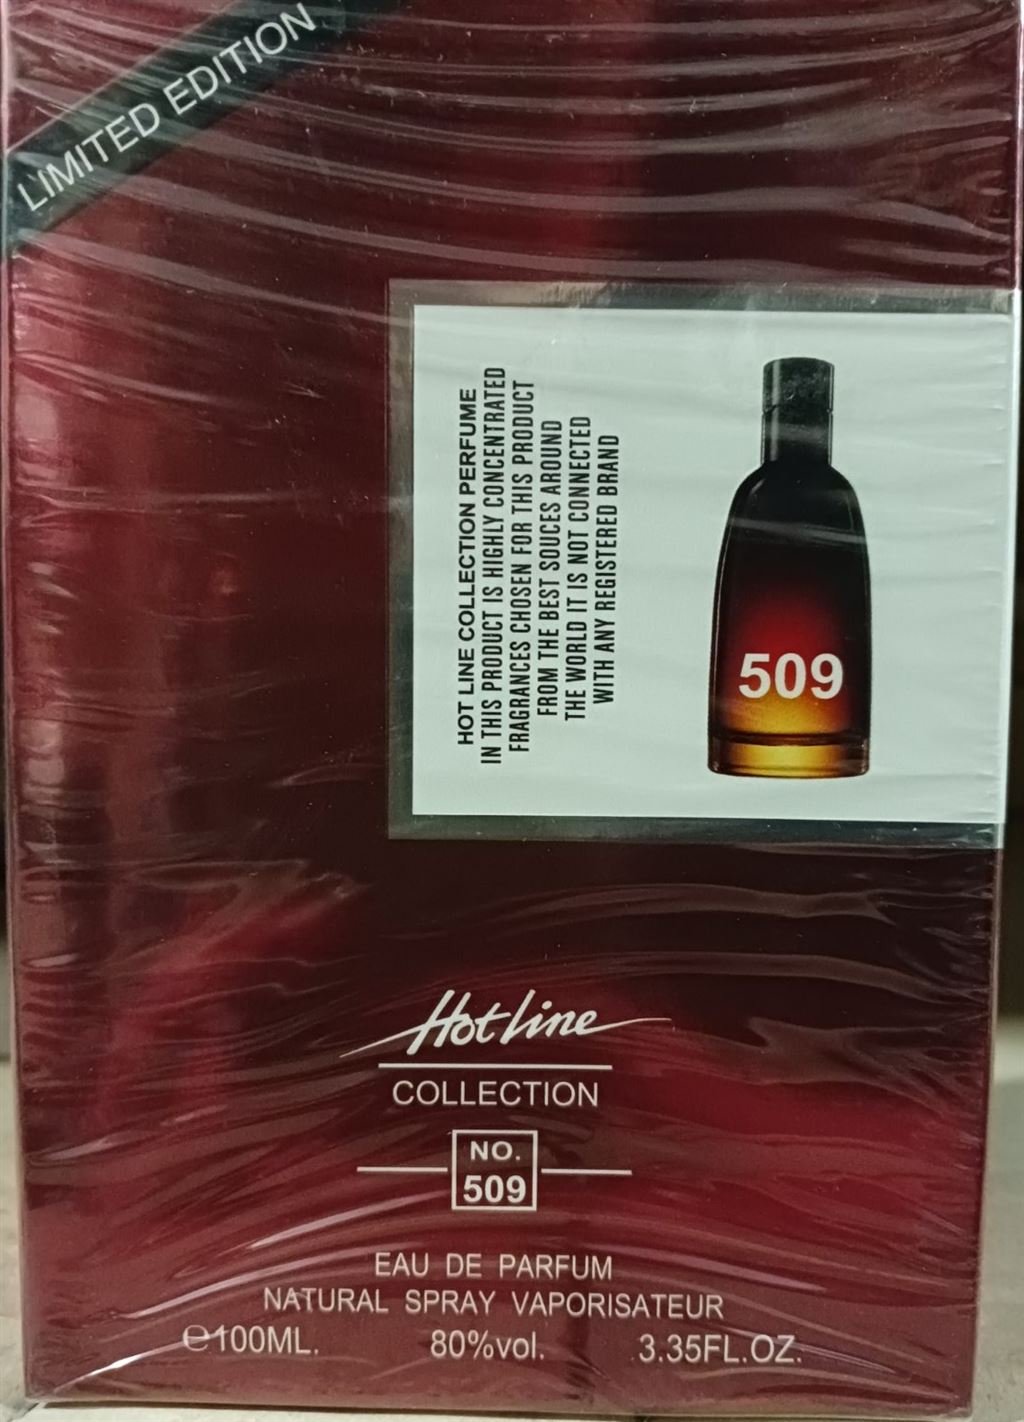 LIMITED EDITION
HOT LINE COLLECTION PERFUME
IN THIS PRODUCT IS HIGHLY CONCENTRATED
FRAGRANCES CHOSEN FOR THIS PRODUCT
FROM THE BEST SOUCES AROUND
THE WORLD IT IS NOT CONNECTED
WITH ANY REGISTERED BRAND
509
Hot line
COLLECTION
NO.
509
EAU DE PARFUM
NATURAL SPRAY VAPORISATEUR
℮100ML. 80%vol. 3.35FL.OZ.